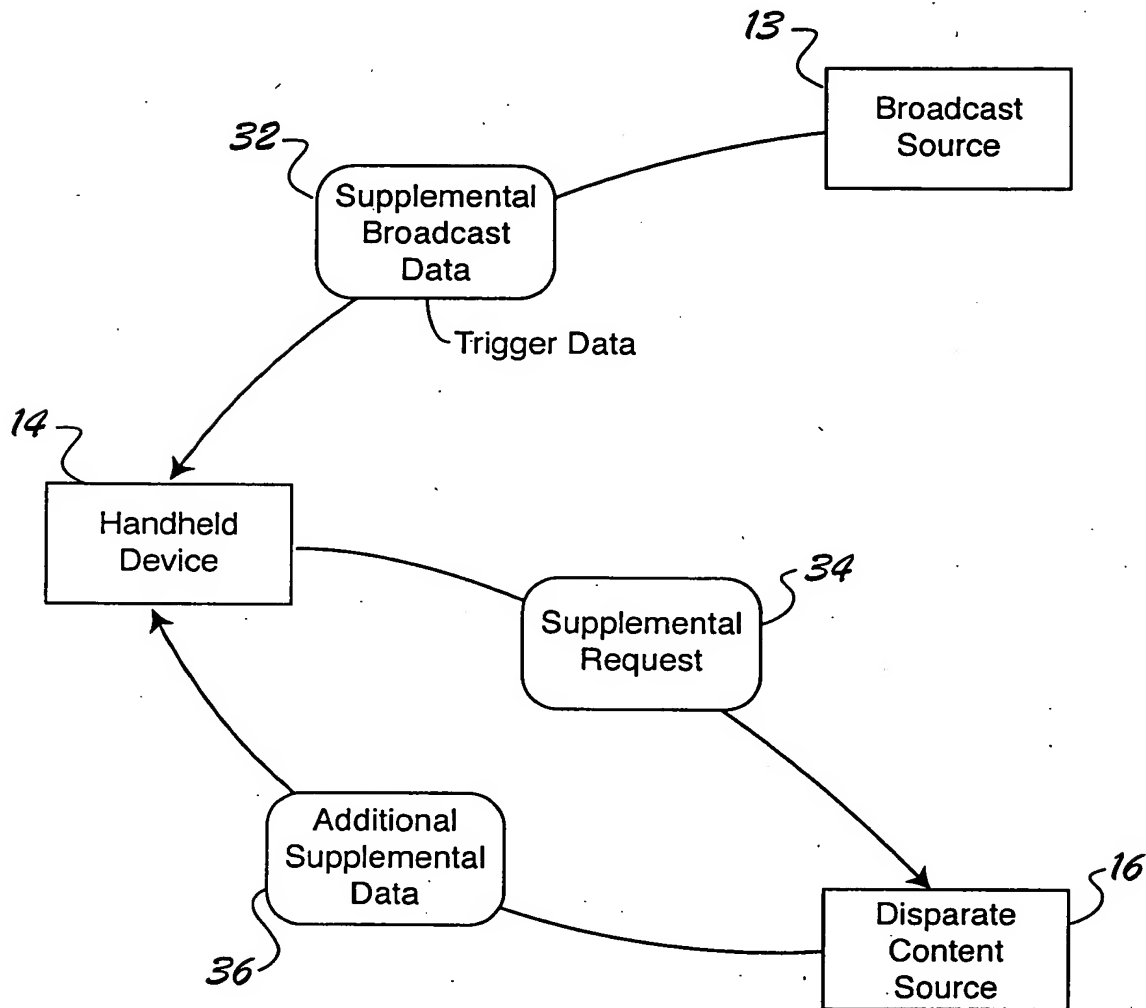 13
Broadcast
Source
32
Supplemental
Broadcast
Data
Trigger Data
14
Handheld
Device
34
Supplemental
Request
Additional
Supplemental
Data
36
16
Disparate
Content
Source